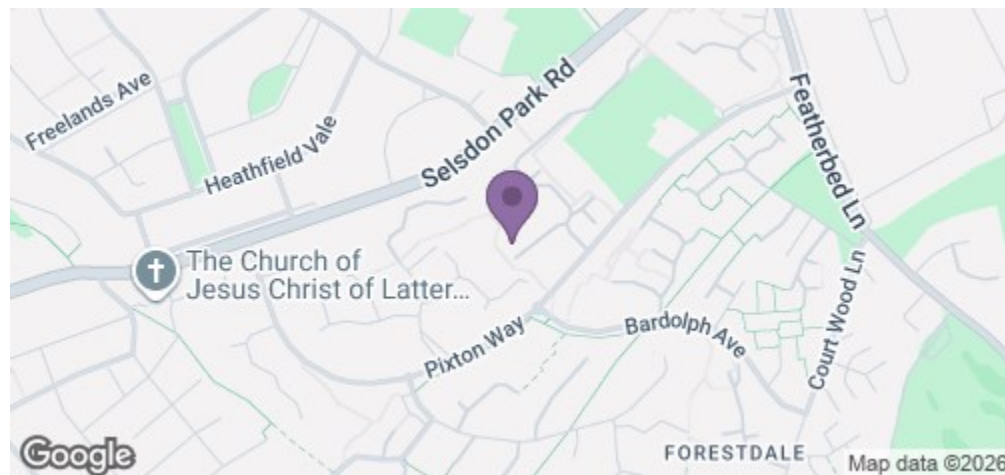 Freelands Ave
Heathfield Vale
Selsdon Park Rd
Featherbed Ln
The Church of
Jesus Christ of Latter...
Pixton Way
Bardolph Ave
Court Wood Ln
FORESTDALE
Google
Map data ©2026